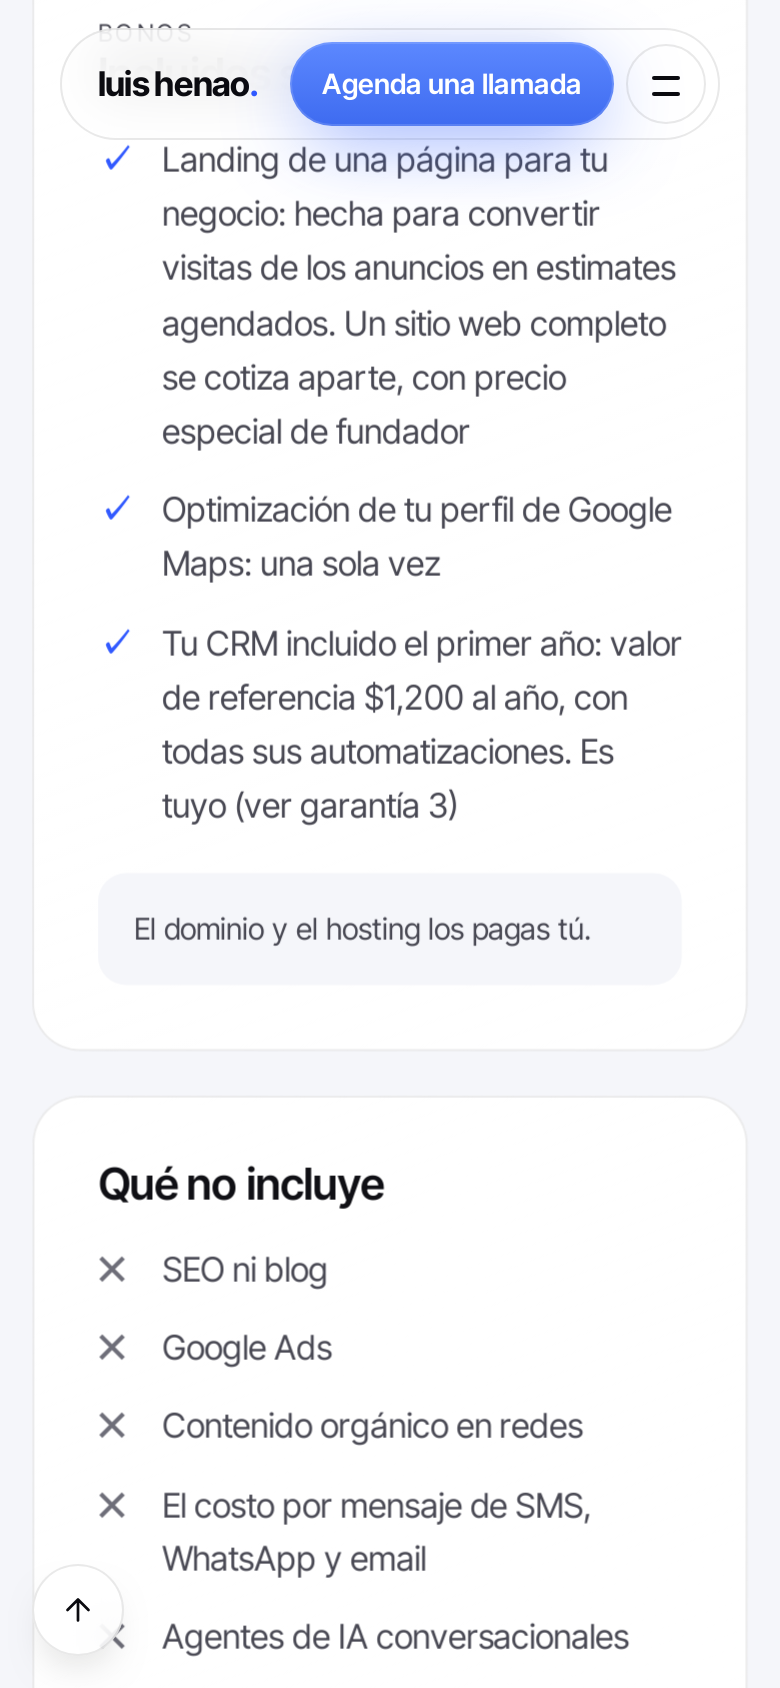 BONOS
luis henao.
Agenda una llamada
✓ Landing de una página para tu
negocio: hecha para convertir
visitas de los anuncios en estimates
agendados. Un sitio web completo
se cotiza aparte, con precio
especial de fundador
✓ Optimización de tu perfil de Google
Maps: una sola vez
✓ Tu CRM incluido el primer año: valor
de referencia $1,200 al año, con
todas sus automatizaciones. Es
tuyo (ver garantía 3)
El dominio y el hosting los pagas tú.
Qué no incluye
✕ SEO ni blog
✕ Google Ads
✕ Contenido orgánico en redes
✕ El costo por mensaje de SMS,
WhatsApp y email
✕ Agentes de IA conversacionales